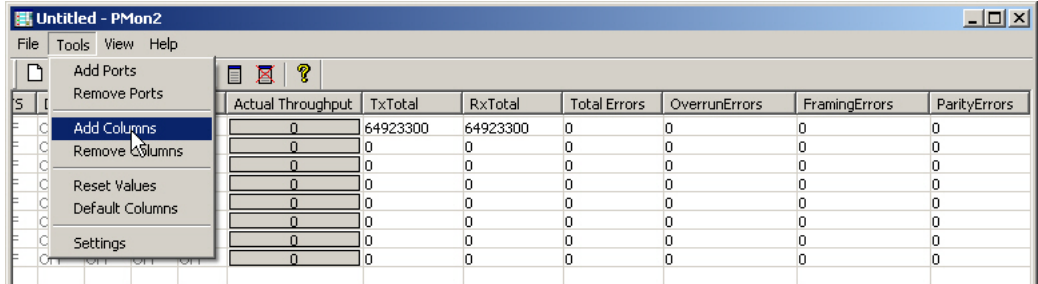 Untitled - PMon2
File Tools View Help
Add Ports
Remove Ports
Add Columns
Remove Columns
Reset Values
Default Columns
Settings
Actual Throughput TxTotal RxTotal Total Errors OverrunErrors FramingErrors ParityErrors
0 64923300 64923300 0 0 0 0
0 0 0 0 0 0 0
0 0 0 0 0 0 0
0 0 0 0 0 0 0
0 0 0 0 0 0 0
0 0 0 0 0 0 0
0 0 0 0 0 0 0
0 0 0 0 0 0 0